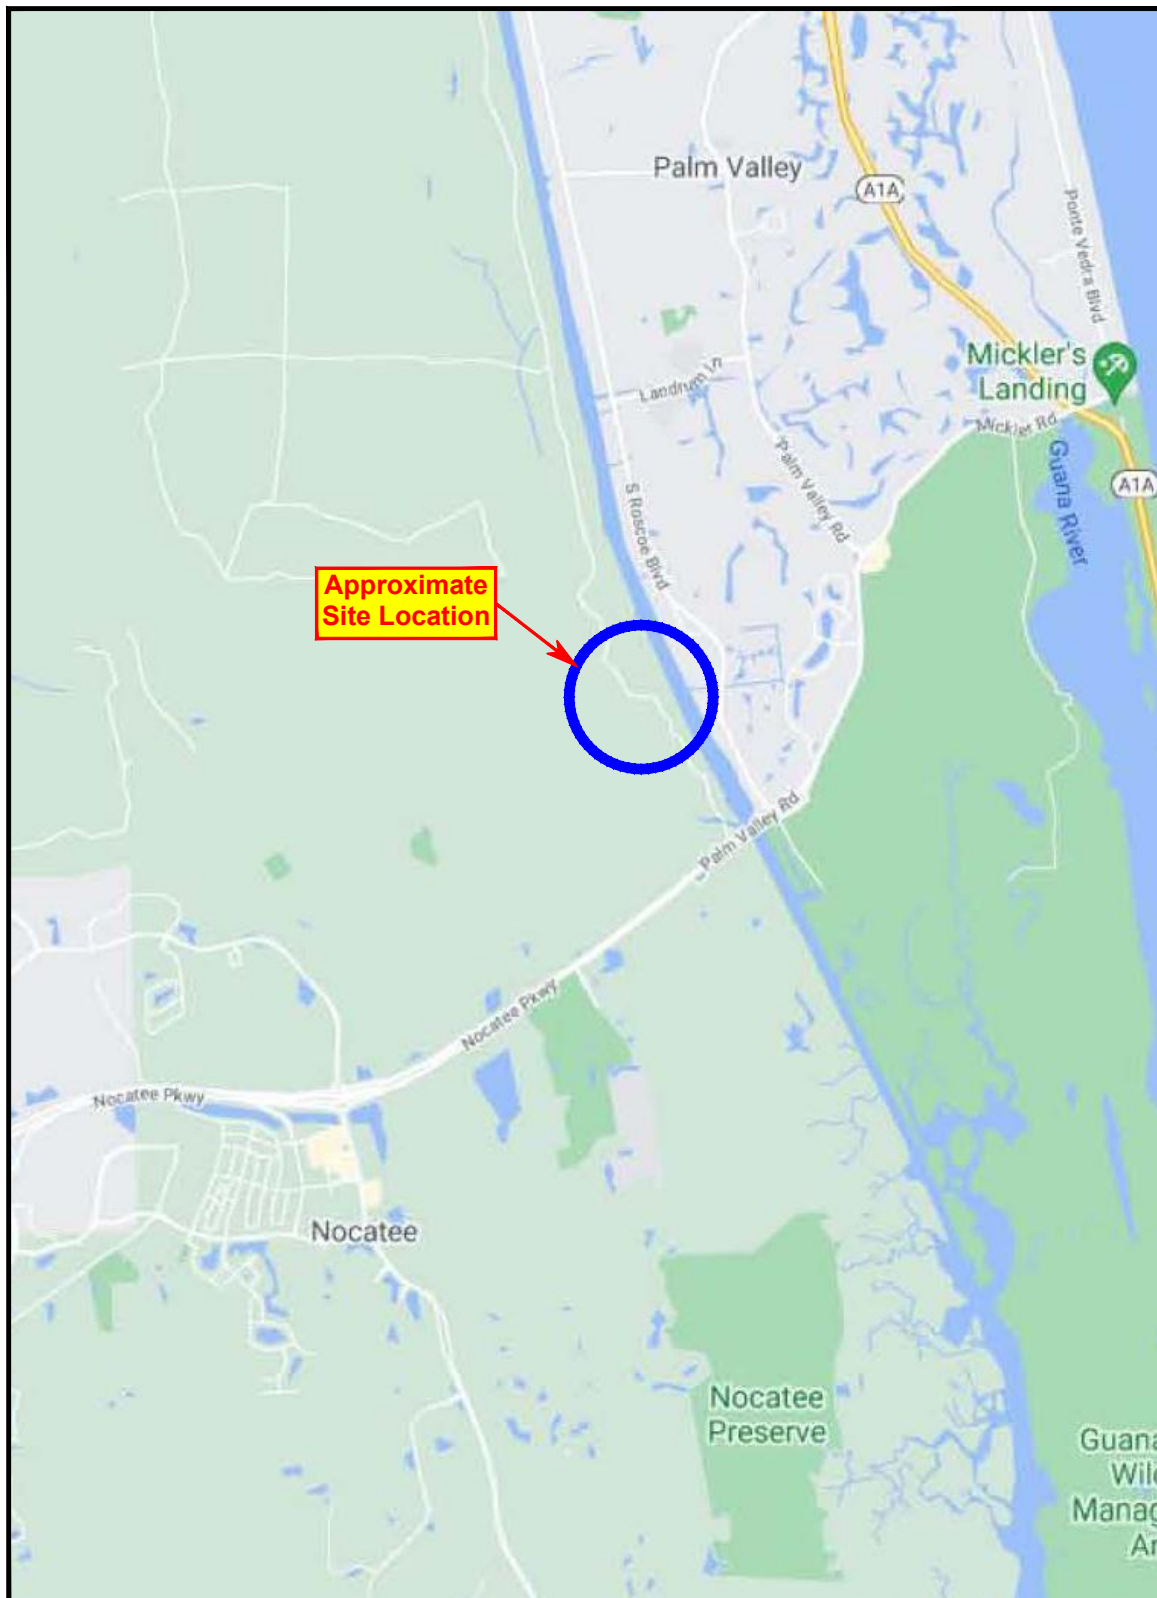 Palm Valley
A1A
Ponte Vedra Blvd
Mickler's
Landing
Landrum Ln
Mickler Rd
Palm Valley Rd
Guana River
A1A
S Roscoe Blvd
Approximate
Site Location
Palm Valley Rd
Nocatee Pkwy
Nocatee Pkwy
Nocatee
Nocatee
Preserve
Guana
Wil
Manag
Ar